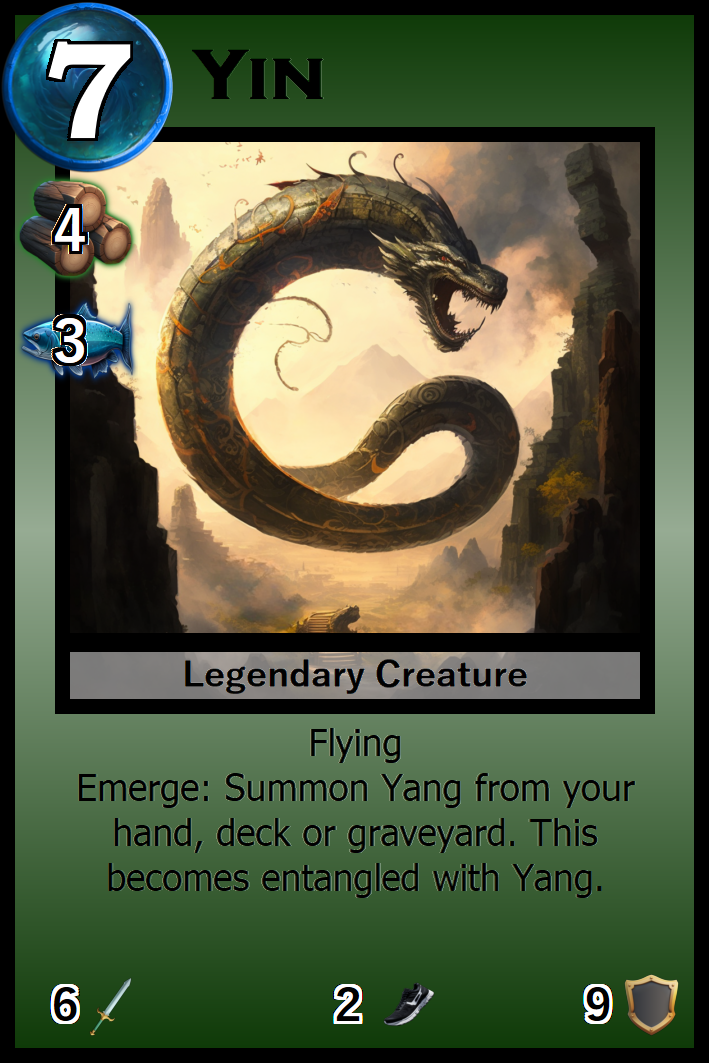 7 Yin
4
3
Legendary Creature
Flying
Emerge: Summon Yang from your
hand, deck or graveyard. This
becomes entangled with Yang.
6 2 9